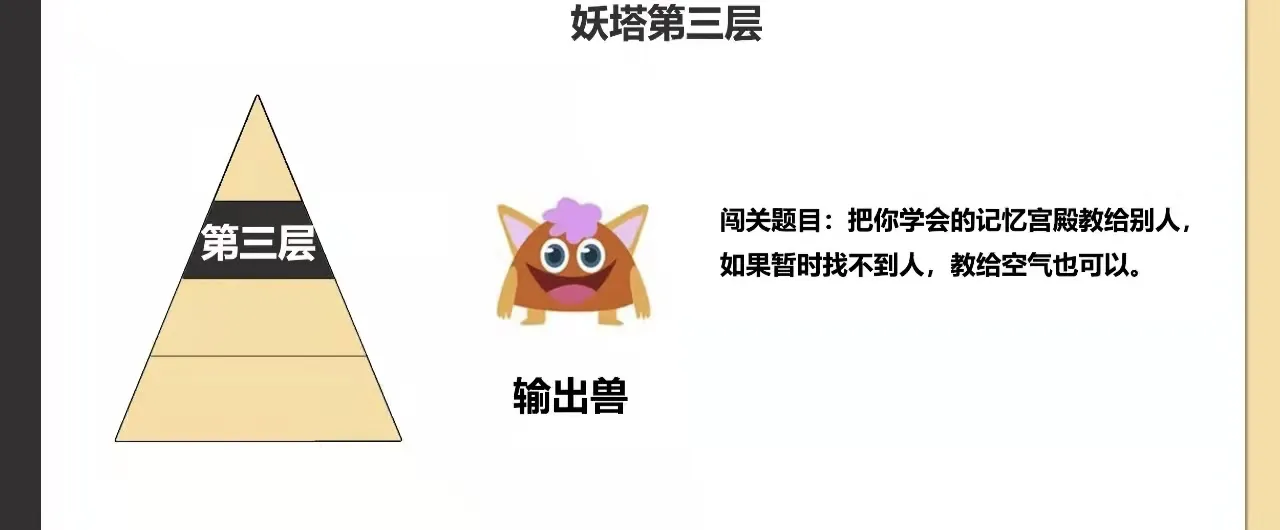 妖塔第三层
第三层
闯关题目：把你学会的记忆宫殿教给别人，
如果暂时找不到人，教给空气也可以。
输出兽